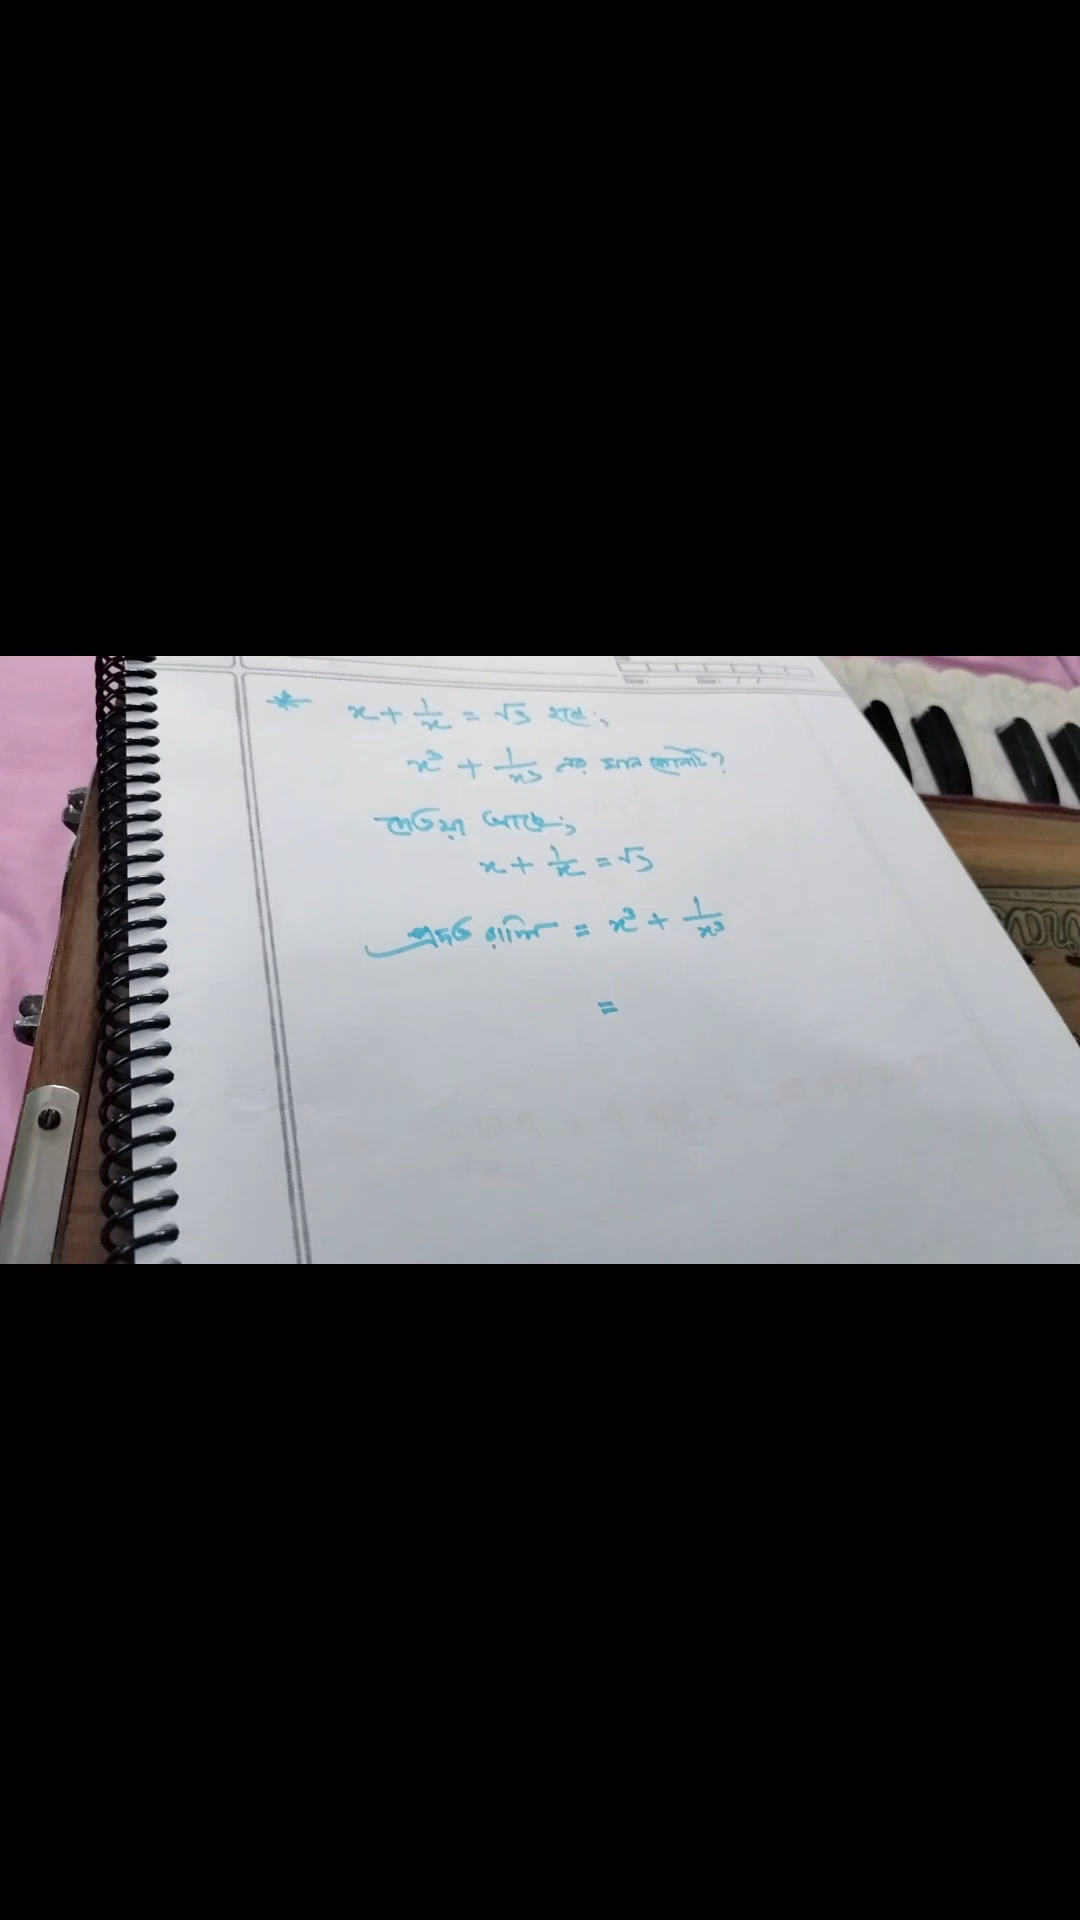 * x + 1/x = √3 হলে;
x³ + 1/x³ এর মান কোনটি?
দেওয়া আছে;
x + 1/x = √3
প্রদত্ত রাশি = x³ + 1/x³
=